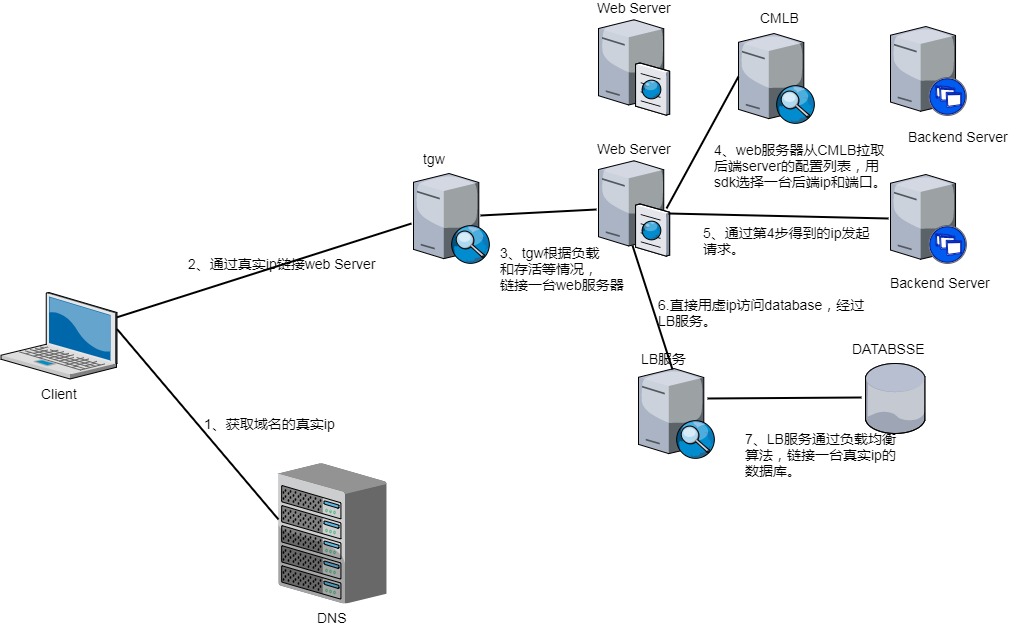 Web Server
CMLB
Backend Server
tgw
Web Server
4、web服务器从CMLB拉取
后端server的配置列表，用
sdk选择一台后端ip和端口。
2、通过真实ip链接web Server
3、tgw根据负载
和存活等情况，
链接一台web服务器
5、通过第4步得到的ip发起
请求。
Backend Server
6.直接用虚ip访问database，经过
LB服务。
Client
LB服务
DATABSSE
1、获取域名的真实ip
7、LB服务通过负载均衡
算法，链接一台真实ip的
数据库。
DNS